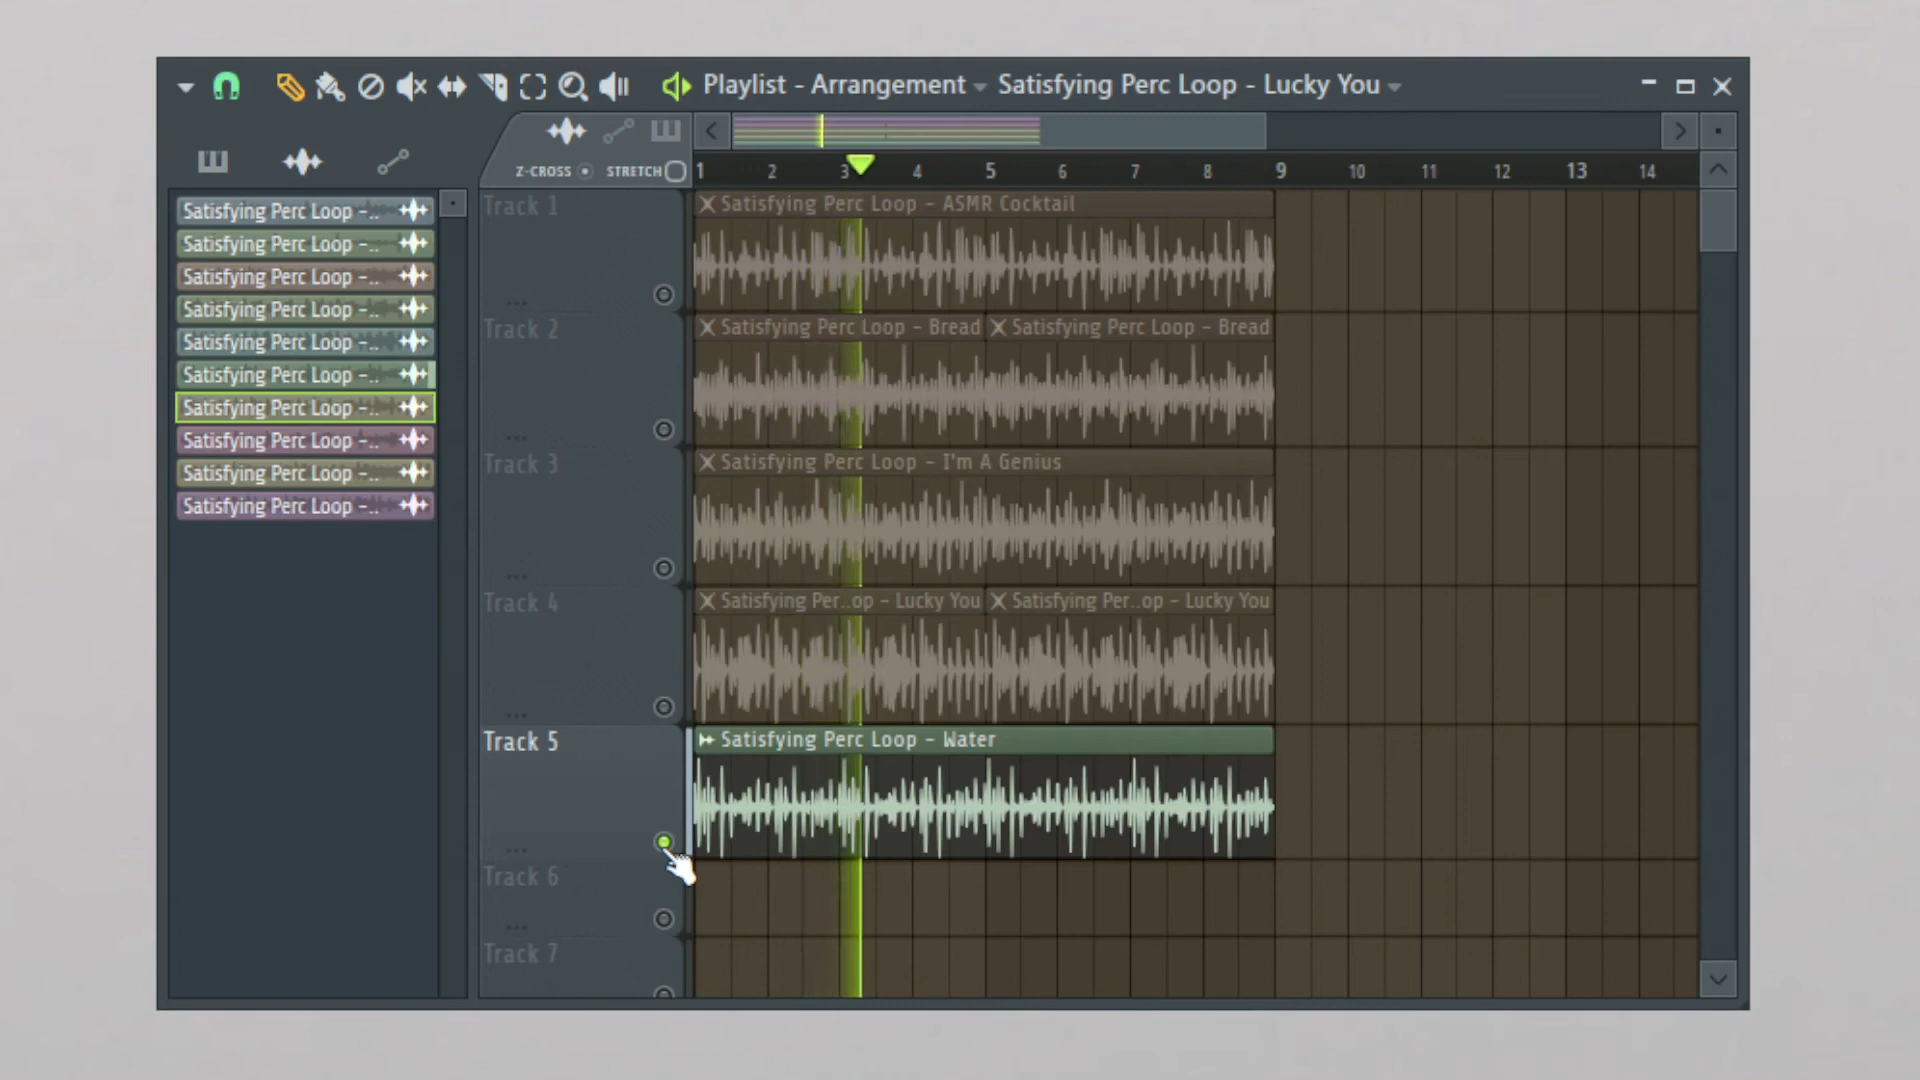 Playlist - Arrangement Satisfying Perc Loop - Lucky You
Z-CROSS STRETCH
1 2 3 4 5 6 7 8 9 10 11 12 13 14
Satisfying Perc Loop -..
Satisfying Perc Loop -..
Satisfying Perc Loop -..
Satisfying Perc Loop -..
Satisfying Perc Loop -..
Satisfying Perc Loop -..
Satisfying Perc Loop -..
Satisfying Perc Loop -..
Satisfying Perc Loop -..
Satisfying Perc Loop -..
Track 1
Satisfying Perc Loop - ASMR Cocktail
Track 2
Satisfying Perc Loop - Bread
Satisfying Perc Loop - Bread
Track 3
Satisfying Perc Loop - I'm A Genius
Track 4
Satisfying Per..op - Lucky You
Satisfying Per..op - Lucky You
Track 5
Satisfying Perc Loop - Water
Track 6
Track 7